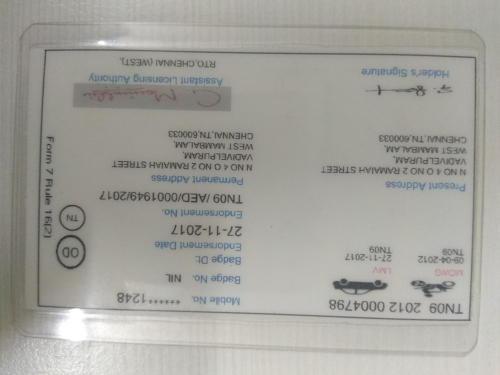 TN09 2012 0004798
MCWG
09-04-2012
TN09
LMV
27-11-2017
TN09
Present Address
N NO 4 O NO 2 RAMAIAH STREET
VADIVELPURAM,
WEST MAMBALAM,
CHENNAI,TN,600033
Holder's Signature
Mobile No. ******1248
Badge No. NIL
Badge Dt:
Endorsement Date
27-11-2017
Endorsement No.
TN09 /AED/0001949/2017
Permanent Address
N NO 4 O NO 2 RAMAIAH STREET
VADIVELPURAM,
WEST MAMBALAM,
CHENNAI,TN,600033
Assistant Licensing Authority
RTO,CHENNAI (WEST),
OD
TN
Form 7 Rule 16(2)